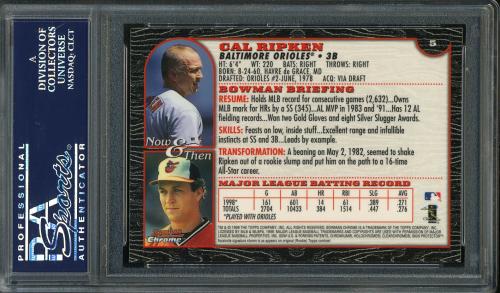 A
DIVISION OF
COLLECTORS
UNIVERSE
NASDAQ: CLCT
PSA
Sports
PROFESSIONAL
AUTHENTICATOR
5
CAL RIPKEN
BALTIMORE ORIOLES • 3B
HT: 6'4" WT: 220 BATS: RIGHT THROWS: RIGHT
BORN: 8-24-60, HAVRE DE GRACE, MD
DRAFTED: ORIOLES #2-JUNE, 1978 ACQ: VIA DRAFT
BOWMAN BRIEFING
RESUME: Holds MLB record for consecutive games (2,632)...Owns
MLB mark for HRs by a SS (345)...AL MVP in 1983 and '91...Has 12 AL
fielding records...Won two Gold Gloves and eight Silver Slugger Awards.
SKILLS: Feasts on low, inside stuff...Excellent range and infallible
instincts at SS and 3B...Leads by example.
TRANSFORMATION: A beaning on May 2, 1982, seemed to shake
Ripken out of a rookie slump and put him on the path to a 16-time
All-Star career.
Now &
Then
MAJOR LEAGUE BATTING RECORD
G AB HR RBI SB SLG AVG
1998* 161 601 14 61 0 .389 .271
TOTALS 2704 10433 384 1514 .447 .276
*PLAYED WITH ORIOLES
Bowman
Chrome